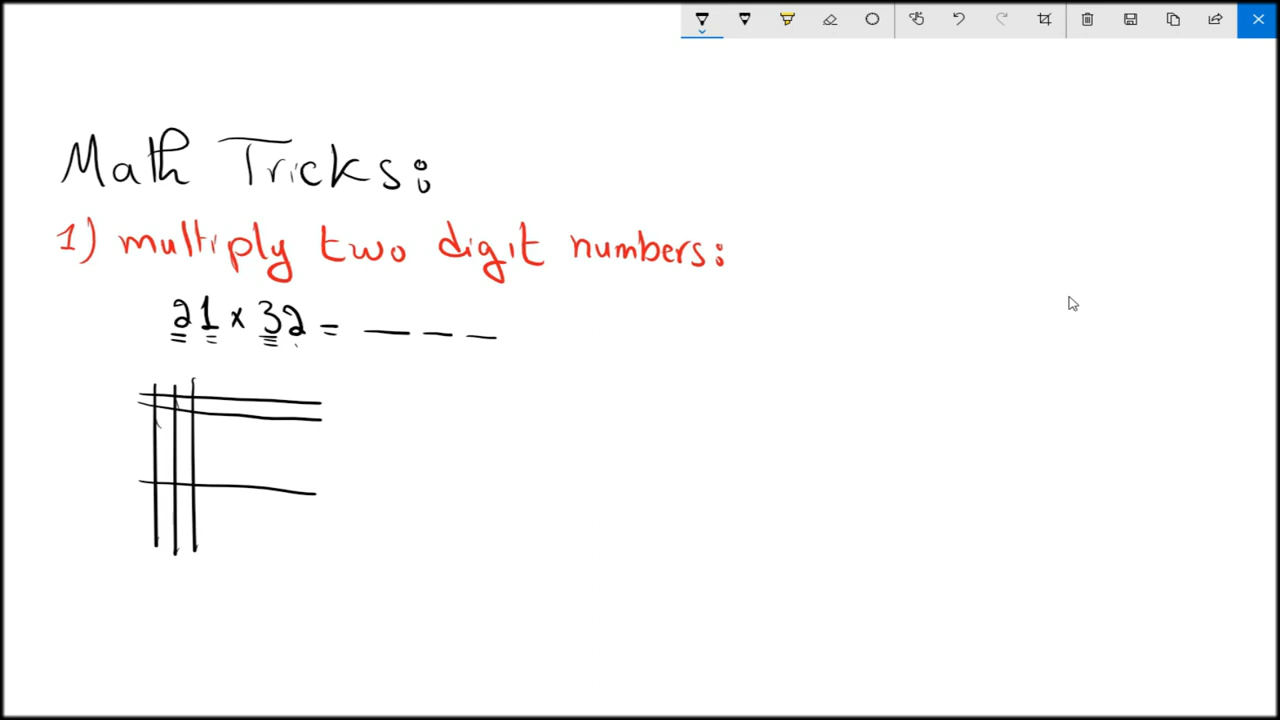 Math Tricks:
1) multiply two digit numbers:
21 x 32 = _ _ _